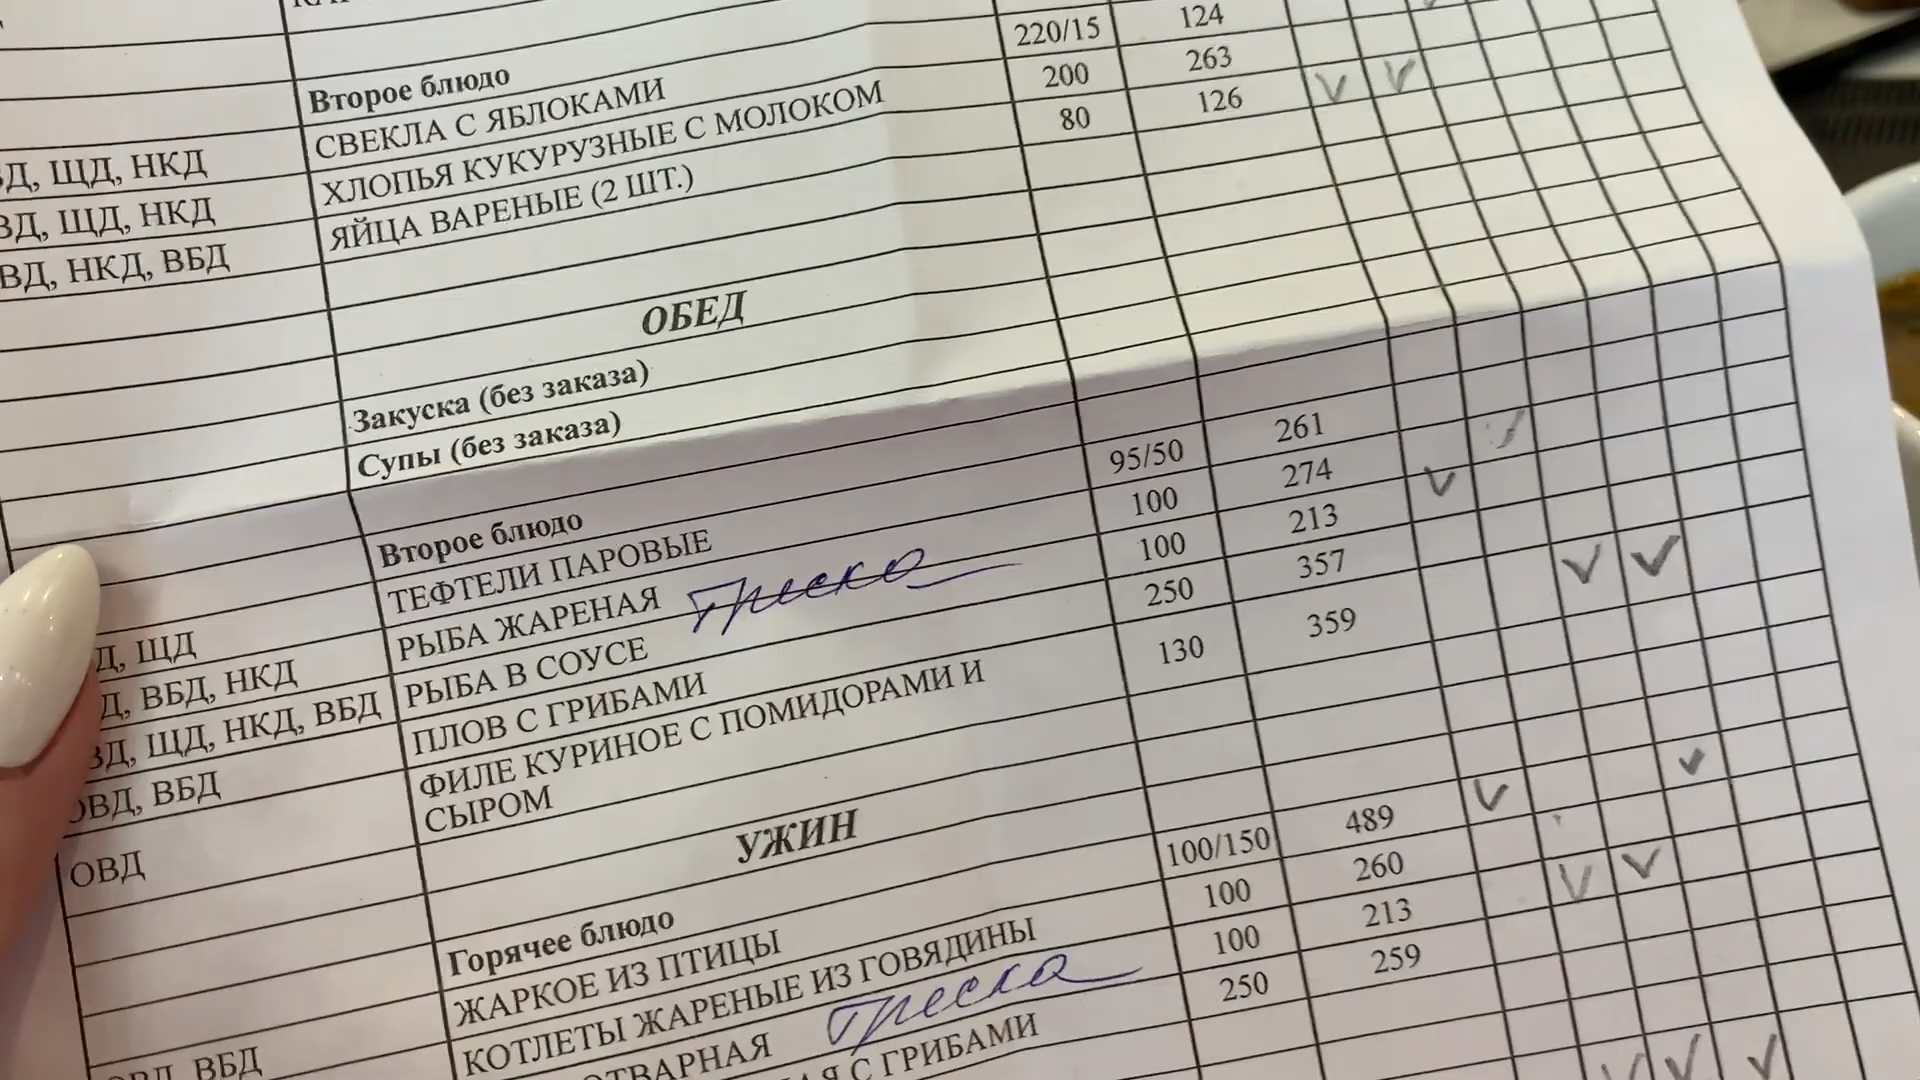 220/15 124
Второе блюдо
ЩД, НКД СВЕКЛА С ЯБЛОКАМИ 200 263
ВД, ЩД, НКД ХЛОПЬЯ КУКУРУЗНЫЕ С МОЛОКОМ 80 126
ВД, НКД, ВБД ЯЙЦА ВАРЕНЫЕ (2 ШТ.)
ОБЕД
Закуска (без заказа)
Супы (без заказа)
Второе блюдо
Д, ЩД ТЕФТЕЛИ ПАРОВЫЕ 95/50 261
Д, ВБД, НКД РЫБА ЖАРЕНАЯ треска 100 274
ВД, ЩД, НКД, ВБД РЫБА В СОУСЕ 100 213
ОВД, ВБД ПЛОВ С ГРИБАМИ 250 357
ОВД ФИЛЕ КУРИНОЕ С ПОМИДОРАМИ И 130 359
СЫРОМ
УЖИН
Горячее блюдо
ЖАРКОЕ ИЗ ПТИЦЫ 100/150 489
ВБД КОТЛЕТЫ ЖАРЕНЫЕ ИЗ ГОВЯДИНЫ 100 260
ОТВАРНАЯ треска 100 213
С ГРИБАМИ 250 259